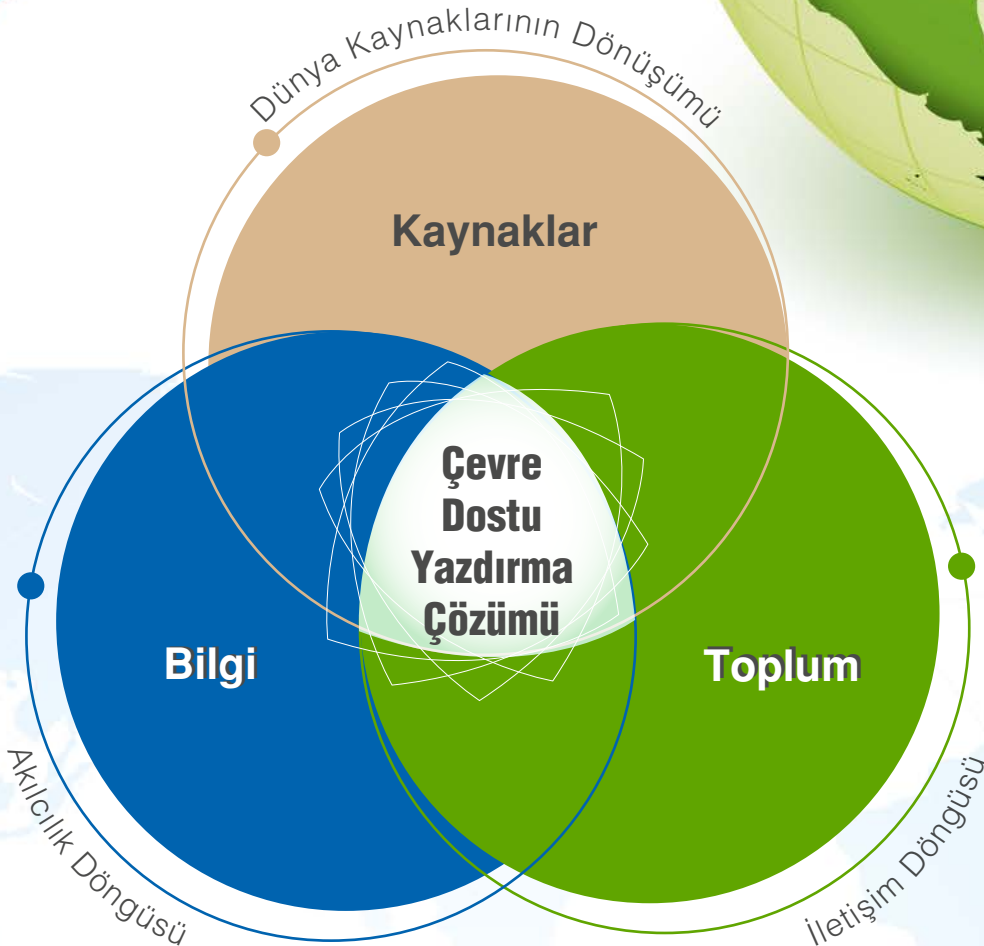 Dünya Kaynaklarının Dönüşümü
Kaynaklar
Çevre
Dostu
Yazdırma
Çözümü
Bilgi
Toplum
Akılcılık Döngüsü
İletişim Döngüsü